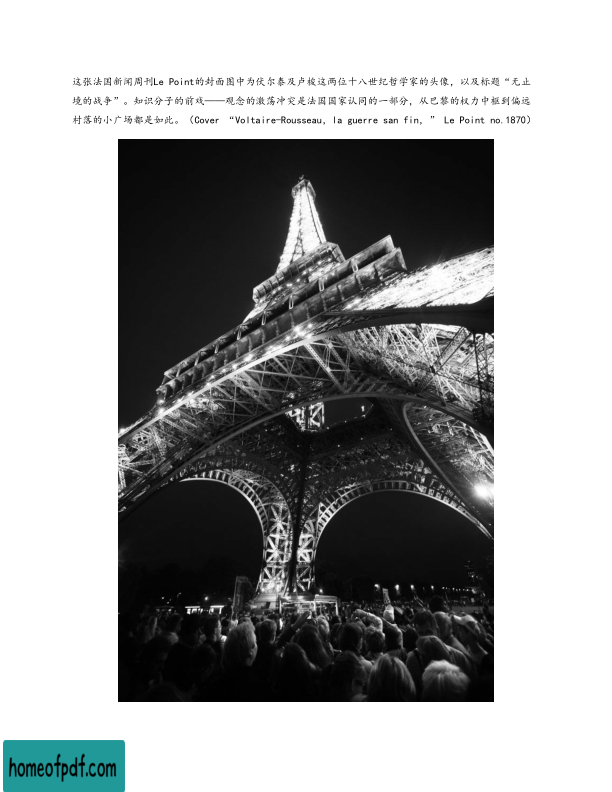 这张法国新闻周刊Le Point的封面图中为伏尔泰及卢梭这两位十八世纪哲学家的头像，以及标题“无止
境的战争”。知识分子的前戏——观念的激荡冲突是法国国家认同的一部分，从巴黎的权力中枢到偏远
村落的小广场都是如此。（Cover “Voltaire-Rousseau, la guerre san fin, ” Le Point no.1870）
homeofpdf.com